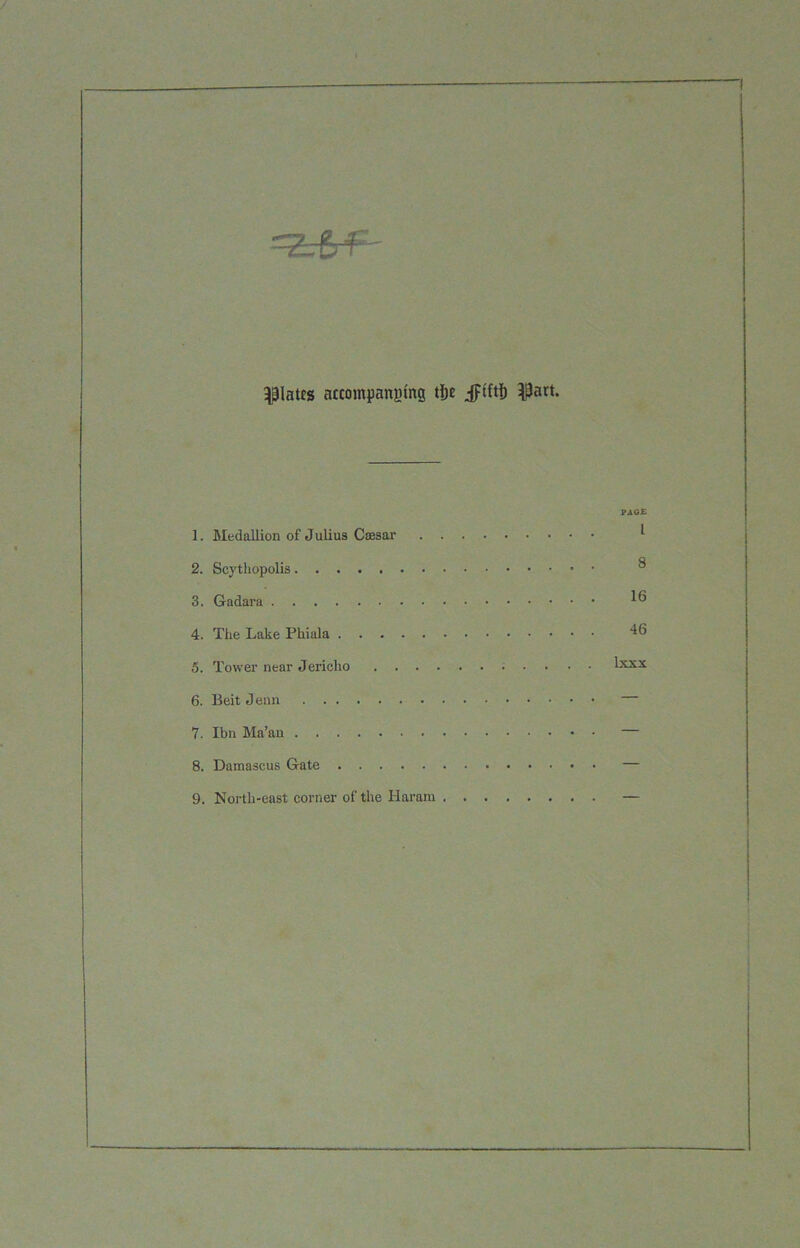 Plates accompanying the Fifth Part.
PAGE
1. Medallion of Julius Cæsar . . . . . . . . . 1
2. Scythopolis . . . . . . . . . . . . . . . 8
3. Gadara . . . . . . . . . . . . . . . . 16
4. The Lake Phiala . . . . . . . . . . . . . 46
5. Tower near Jericho . . . . . . . . . . . lxxx
6. Beit Jenn . . . . . . . . . . . . . . . —
7. Ibn Ma'an . . . . . . . . . . . . . . . —
8. Damascus Gate . . . . . . . . . . . . . —
9. North-east corner of the Haram . . . . . . . . —